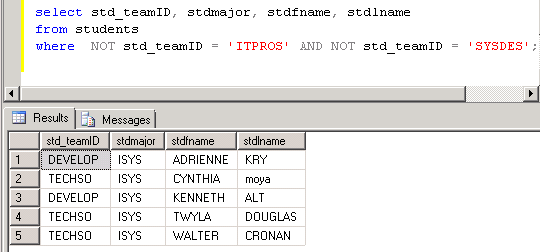 select std_teamID, stdmajor, stdfname, stdlname
from students
where  NOT std_teamID = 'ITPROS' AND NOT std_teamID = 'SYSDES';
Results Messages
std_teamID stdmajor stdfname stdlname
1 DEVELOP ISYS ADRIENNE KRY
2 TECHSO ISYS CYNTHIA moya
3 DEVELOP ISYS KENNETH ALT
4 TECHSO ISYS TWYLA DOUGLAS
5 TECHSO ISYS WALTER CRONAN